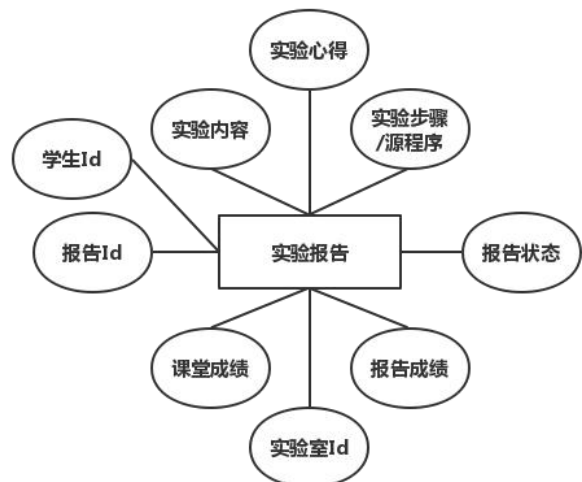 实验心得
实验内容
实验步骤
/源程序
学生Id
报告Id
实验报告
报告状态
课堂成绩
报告成绩
实验室Id